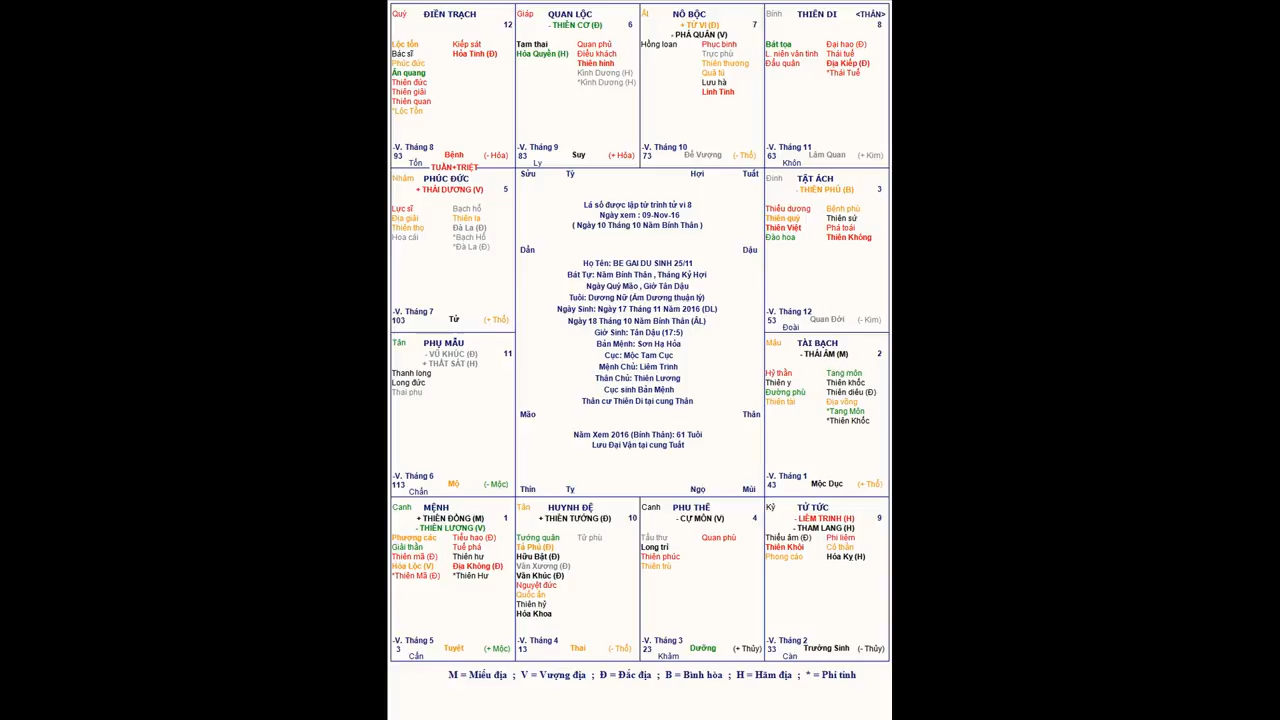 Quý ĐIỀN TRẠCH 12
Lộc tồn Kiếp sát
Bác sĩ Hỏa Tinh (Đ)
Phúc đức
Ân quang
Thiên đức
Thiên giải
Thiên quan
*Lộc Tồn
-V. Tháng 8
93 Bệnh (- Hỏa)
Tốn
Giáp QUAN LỘC
- THIÊN CƠ (Đ) 6
Tam thai Quan phủ
Hóa Quyền (H) Điếu khách
Thiên hình
Kình Dương (H)
*Kình Dương (H)
-V. Tháng 9
83 Suy (+ Hỏa)
Ly
Ất NÔ BỘC
+ TỬ VI (Đ) 7
- PHÁ QUÂN (V)
Hồng loan Phục binh
Trực phù
Thiên thương
Quả tú
Lưu hà
Linh Tinh
-V. Tháng 10
73 Đế Vượng (- Thổ)
Bính THIÊN DI <THÂN>
8
Bát tọa Đại hao (Đ)
L. niên văn tinh Thái tuế
Đẩu quân Địa Kiếp (Đ)
*Thái Tuế
-V. Tháng 11
63 Lâm Quan (+ Kim)
Khôn
TUẦN+TRIỆT
Nhâm PHÚC ĐỨC
+ THÁI DƯƠNG (V) 5
Lực sĩ Bạch hổ
Địa giải Thiên la
Thiên thọ Đà La (Đ)
Hoa cái *Bạch Hổ
*Đà La (Đ)
-V. Tháng 7
103 Tử (+ Thổ)
Sửu Tý Hợi Tuất
Lá số được lập từ trình tử vi 8
Ngày xem : 09-Nov-16
( Ngày 10 Tháng 10 Năm Bính Thân )
Dần Dậu
Họ Tên: BE GAI DU SINH 25/11
Bát Tự: Năm Bính Thân , Tháng Kỷ Hợi
Ngày Quý Mão , Giờ Tân Dậu
Tuổi: Dương Nữ (Âm Dương thuận lý)
Ngày Sinh: Ngày 17 Tháng 11 Năm 2016 (DL)
Ngày 18 Tháng 10 Năm Bính Thân (ÂL)
Giờ Sinh: Tân Dậu (17:5)
Bản Mệnh: Sơn Hạ Hỏa
Cục: Mộc Tam Cục
Mệnh Chủ: Liêm Trinh
Thân Chủ: Thiên Lương
Cục sinh Bản Mệnh
Thân cư Thiên Di tại cung Thân
Mão Thân
Năm Xem 2016 (Bính Thân): 61 Tuổi
Lưu Đại Vận tại cung Tuất
Thìn Tỵ Ngọ Mùi
Đinh TẬT ÁCH
- THIÊN PHỦ (B) 3
Thiếu dương Bệnh phù
Thiên quý Thiên sứ
Thiên Việt Phá toái
Đào hoa Thiên Không
-V. Tháng 12
53 Quan Đới (- Kim)
Đoài
Tân PHỤ MẪU
- VŨ KHÚC (Đ) 11
+ THẤT SÁT (H)
Thanh long
Long đức
Thai phụ
-V. Tháng 6
113 Mộ (- Mộc)
Chấn
Mậu TÀI BẠCH
- THÁI ÂM (M) 2
Hỷ thần Tang môn
Thiên y Thiên khốc
Đường phù Thiên diêu (Đ)
Thiên tài Địa võng
*Tang Môn
*Thiên Khốc
-V. Tháng 1
43 Mộc Dục (+ Thổ)
Canh MỆNH
+ THIÊN ĐỒNG (M) 1
- THIÊN LƯƠNG (V)
Phượng các Tiểu hao (Đ)
Giải thần Tuế phá
Thiên mã (Đ) Thiên hư
Hóa Lộc (V) Địa Không (Đ)
*Thiên Mã (Đ) *Thiên Hư
-V. Tháng 5
3 Tuyệt (+ Mộc)
Cấn
Tân HUYNH ĐỆ
+ THIÊN TƯỚNG (Đ) 10
Tướng quân Tử phù
Tả Phù (Đ)
Hữu Bật (Đ)
Văn Xương (Đ)
Văn Khúc (Đ)
Nguyệt đức
Quốc ấn
Thiên hỷ
Hóa Khoa
-V. Tháng 4
13 Thai (- Thổ)
Canh PHU THÊ
- CỰ MÔN (V) 4
Tấu thư Quan phù
Long trì
Thiên phúc
Thiên trù
-V. Tháng 3
23 Dưỡng (+ Thủy)
Khảm
Kỷ TỬ TỨC
- LIÊM TRINH (H) 9
- THAM LANG (H)
Thiếu âm (Đ) Phi liêm
Thiên Khôi Cô thần
Phong cáo Hóa Kỵ (H)
-V. Tháng 2
33 Trường Sinh (- Thủy)
Càn
M = Miếu địa ; V = Vượng địa ; Đ = Đắc địa ; B = Bình hòa ; H = Hãm địa ; * = Phi tinh